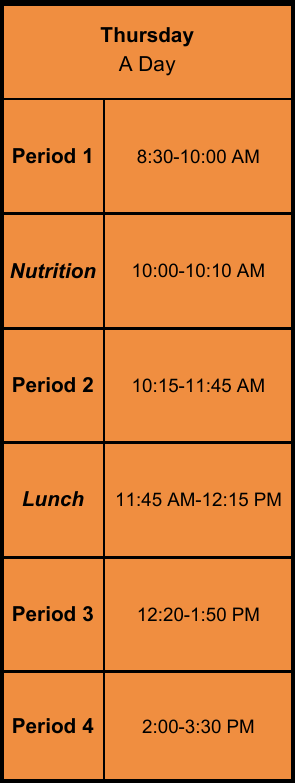 Thursday
A Day
Period 1 8:30-10:00 AM
Nutrition 10:00-10:10 AM
Period 2 10:15-11:45 AM
Lunch 11:45 AM-12:15 PM
Period 3 12:20-1:50 PM
Period 4 2:00-3:30 PM